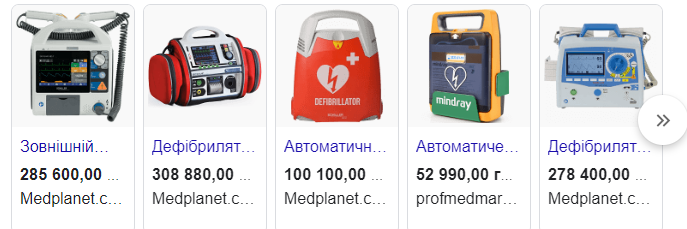 DEFIBRILLATOR
mindray
Зовнішній…
Дефібрилят…
Автоматичн…
Автоматиче…
Дефібрилят…
285 600,00 …
308 880,00 …
100 100,00 …
52 990,00 г…
278 400,00 …
Medplanet.c…
Medplanet.c…
Medplanet.c…
profmedmar…
Medplanet.c…